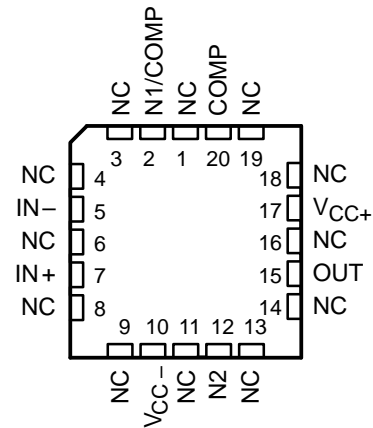 NC N1/COMP NC COMP NC
3 2 1 20 19
NC 4 18 NC
IN− 5 17 VCC+
NC 6 16 NC
IN+ 7 15 OUT
NC 8 14 NC
9 10 11 12 13
NC VCC− NC N2 NC